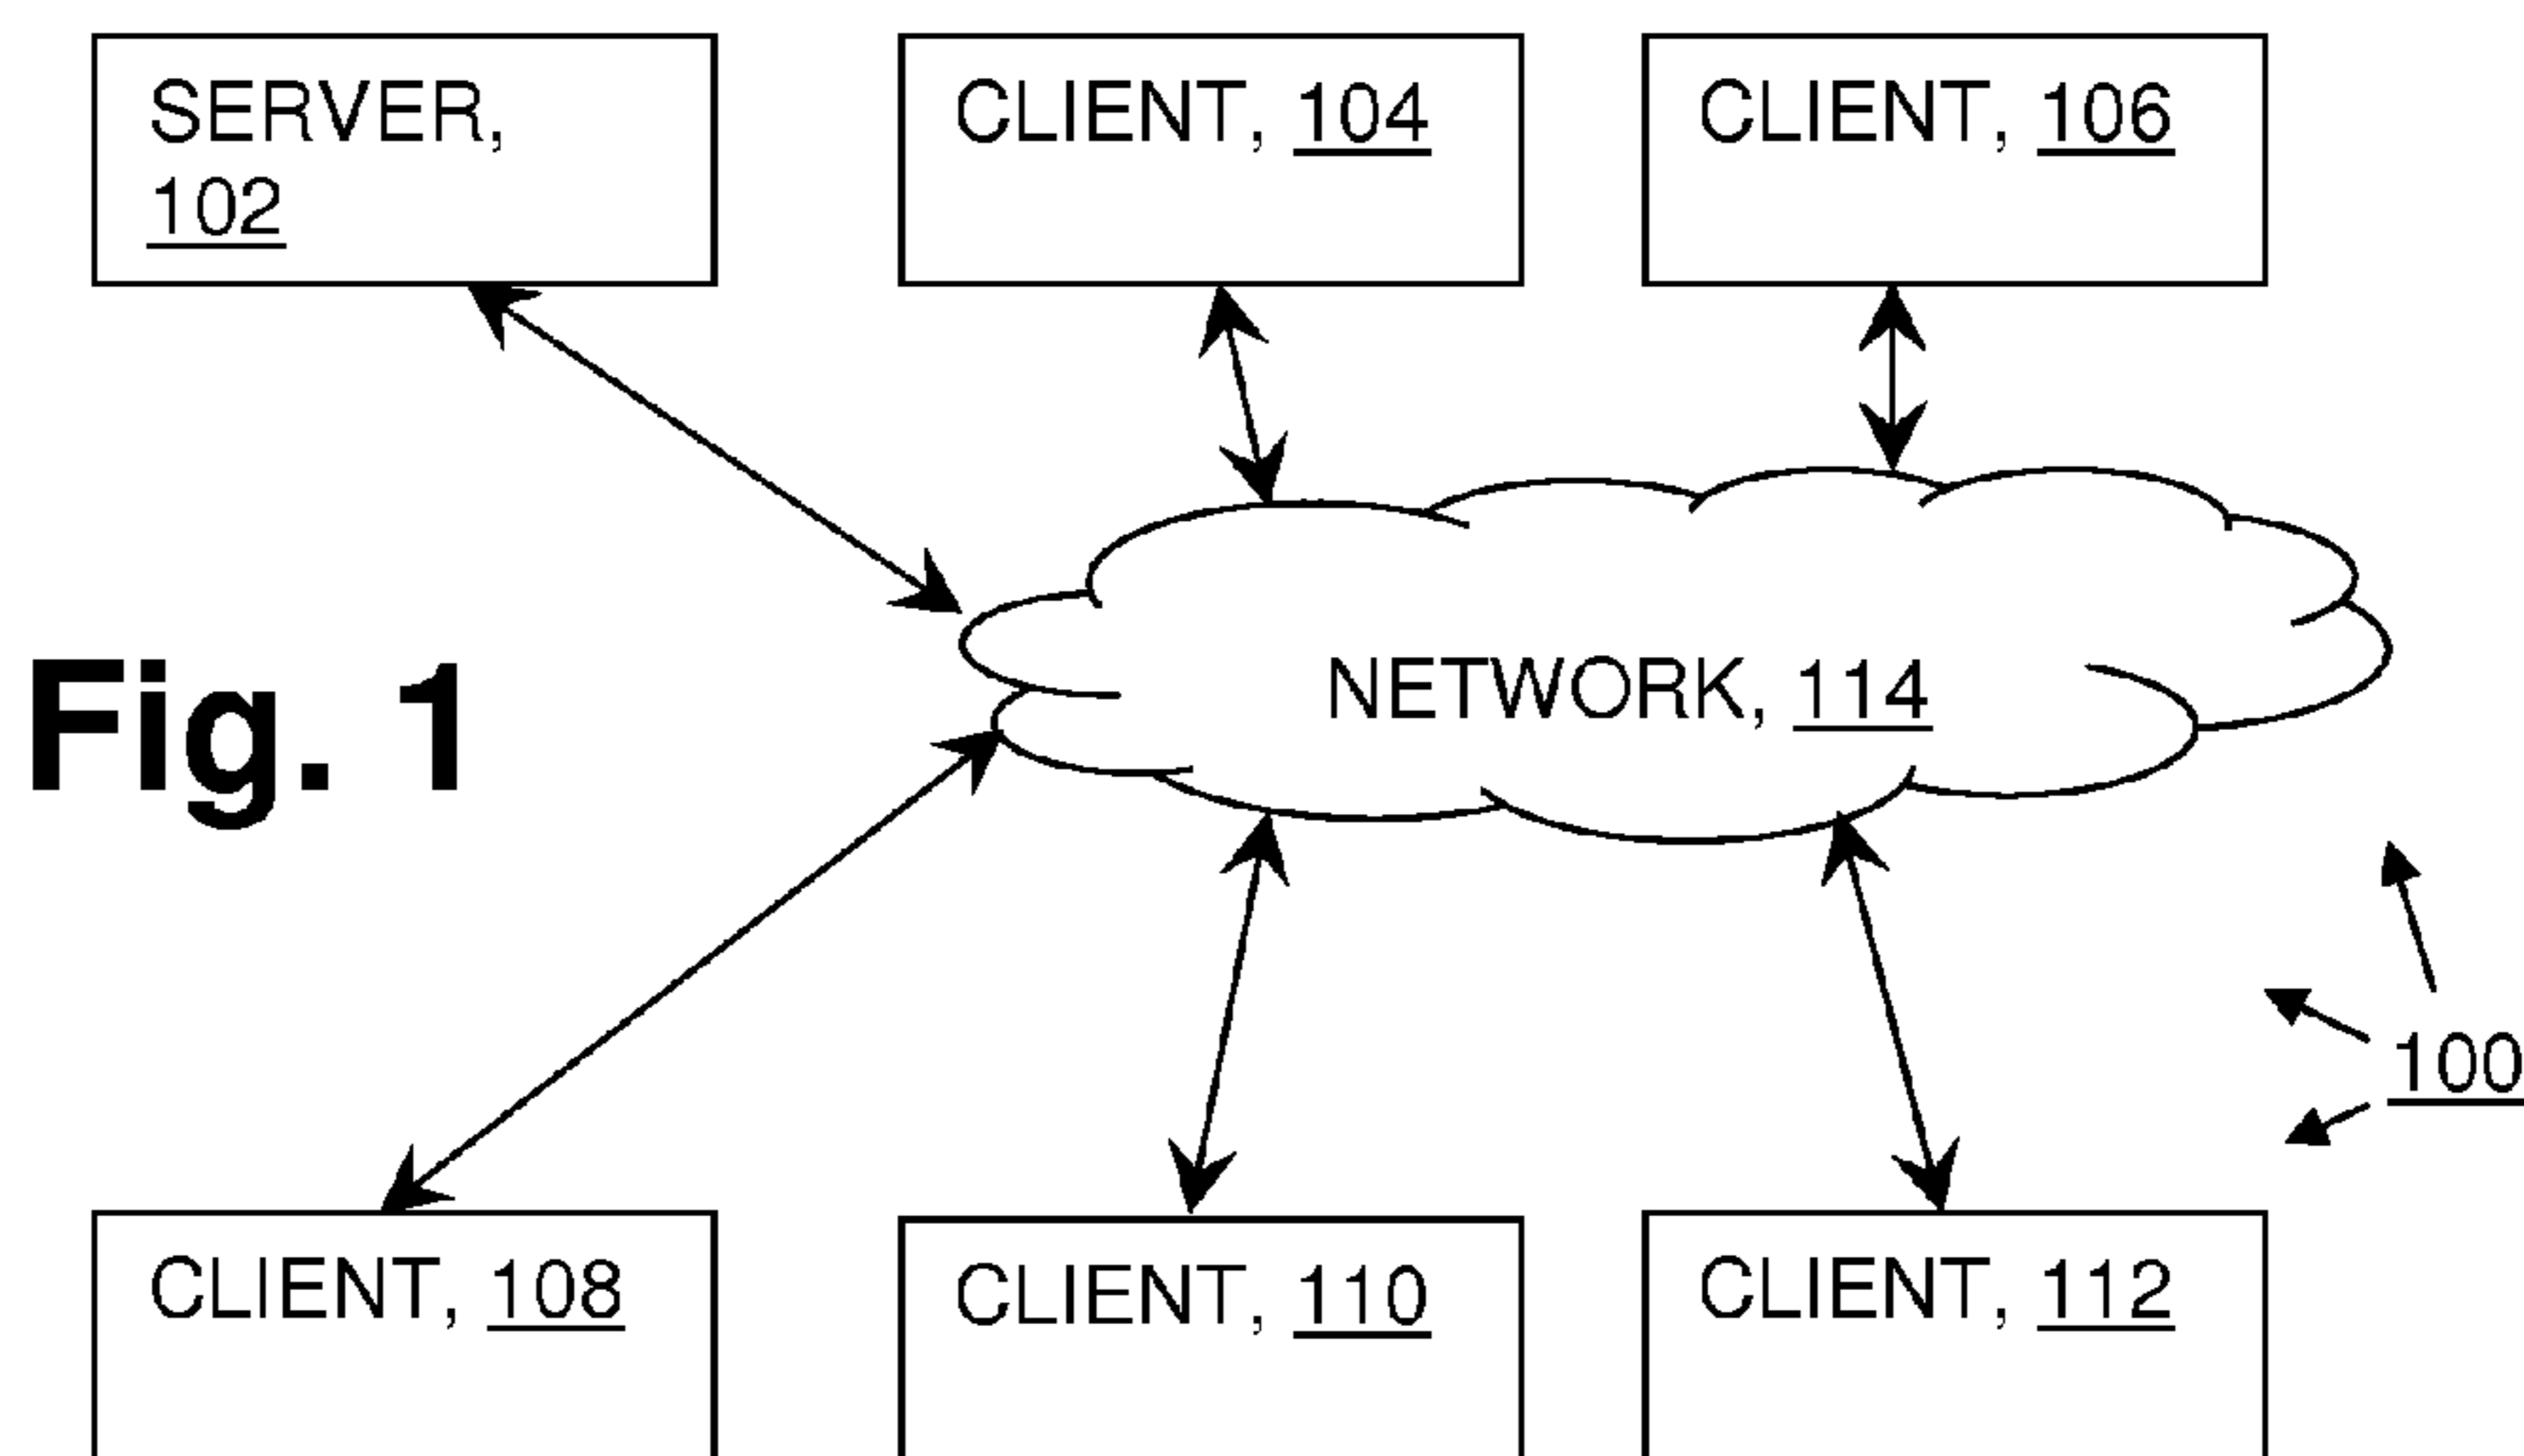 SERVER,
102
CLIENT, 104
CLIENT, 106
NETWORK, 114
Fig. 1
100
CLIENT, 108
CLIENT, 110
CLIENT, 112